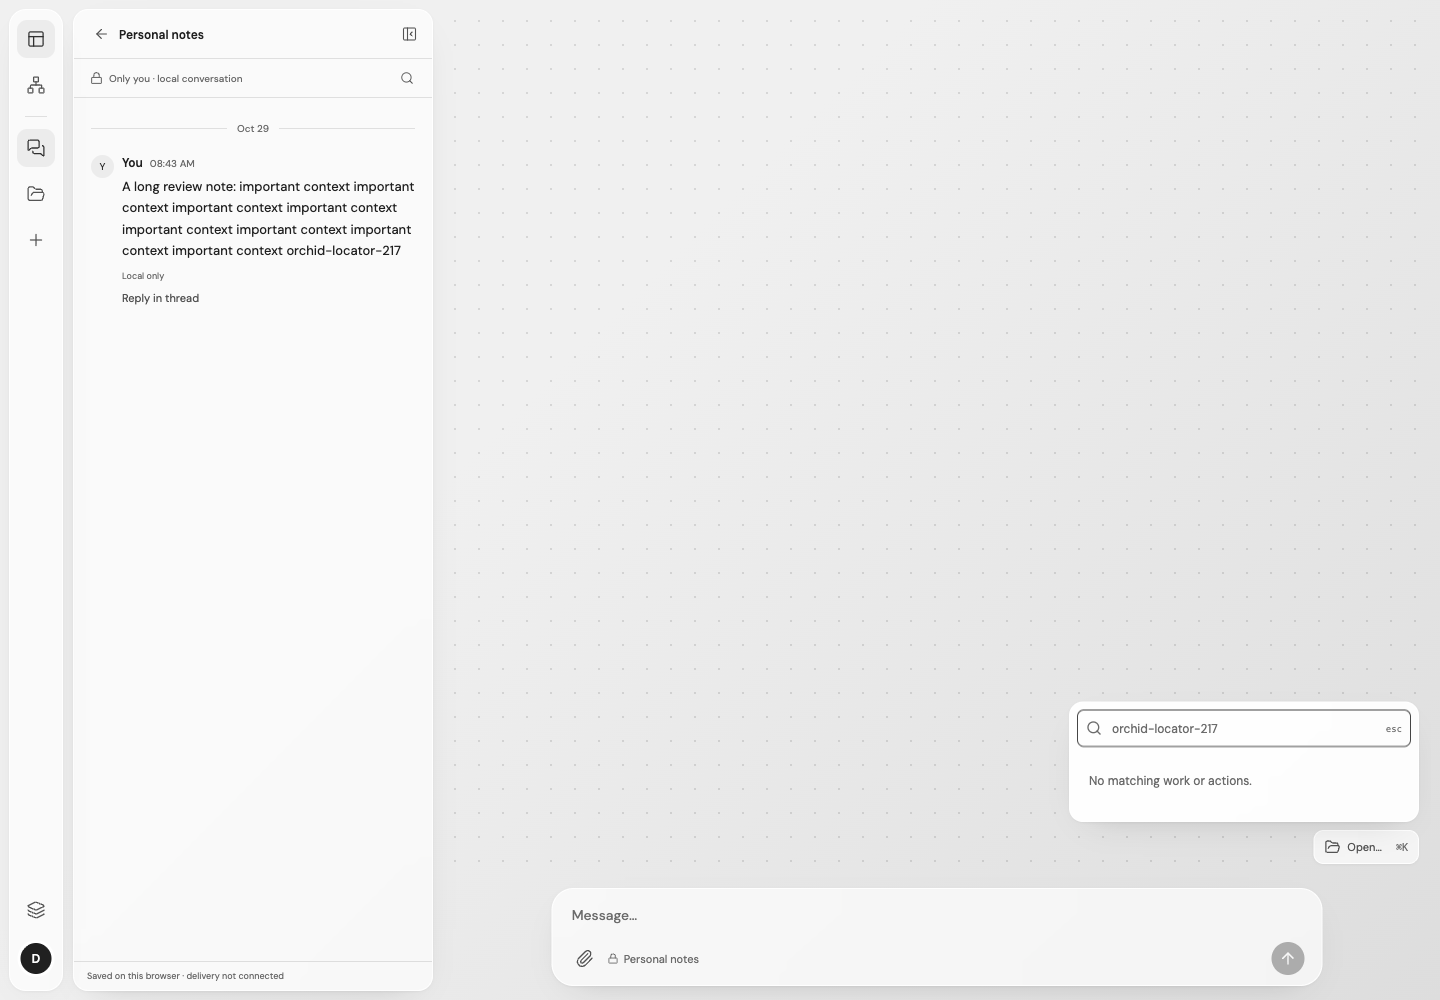 Personal notes
Only you · local conversation
Oct 29
Y
You 08:43 AM
A long review note: important context important
context important context important context
important context important context important
context important context orchid-locator-217
Local only
Reply in thread
orchid-locator-217 esc
No matching work or actions.
Open... ⌘K
Message...
Personal notes
D
Saved on this browser · delivery not connected